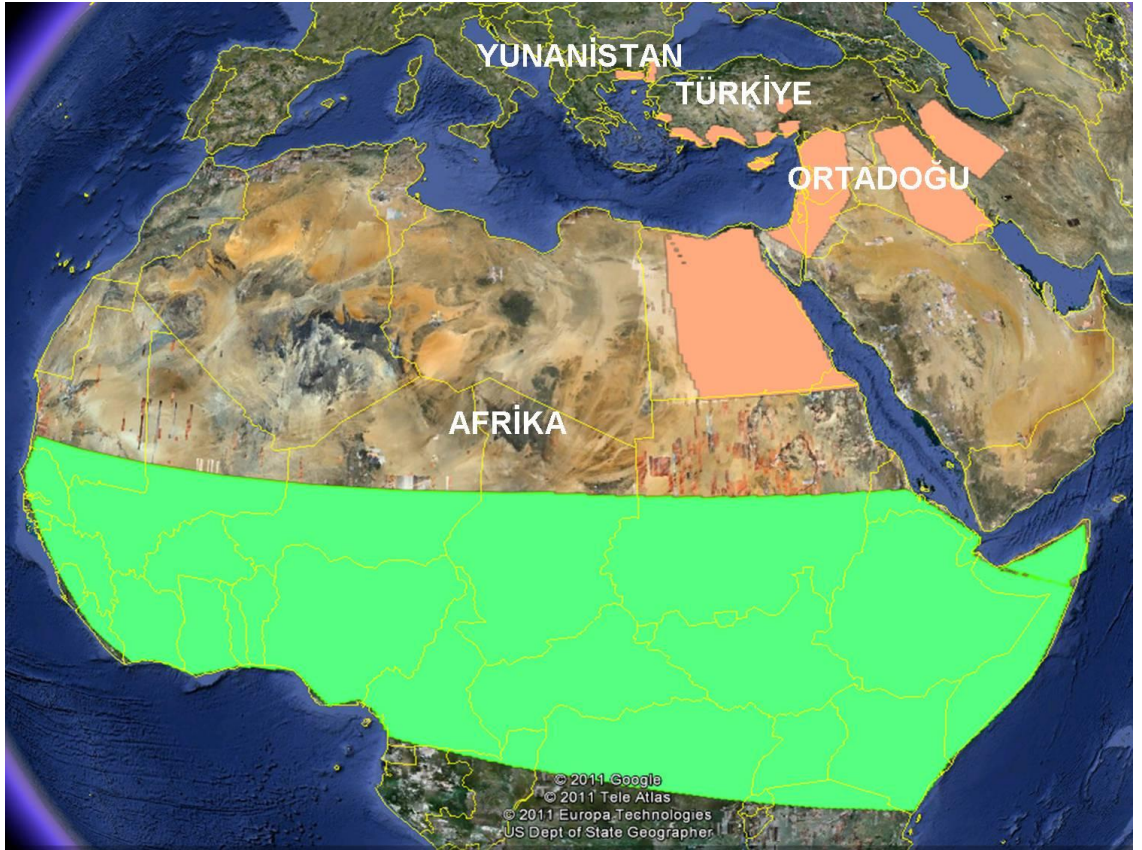 YUNANİSTAN
TÜRKİYE
ORTADOĞU
AFRİKA
© 2011 Google
© 2011 Tele Atlas
© 2011 Europa Technologies
US Dept of State Geographer